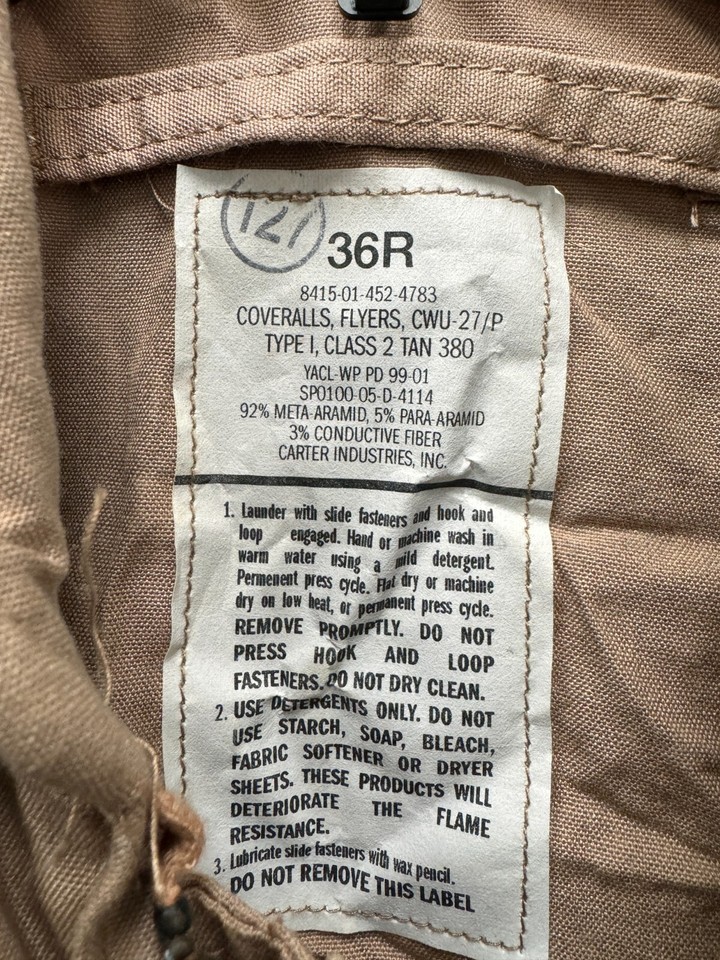 127
36R
8415-01-452-4783
COVERALLS, FLYERS, CWU-27/P
TYPE I, CLASS 2 TAN 380
YACL-WP PD 99-01
SP0100-05-D-4114
92% META-ARAMID, 5% PARA-ARAMID
3% CONDUCTIVE FIBER
CARTER INDUSTRIES, INC.
1. Launder with slide fasteners and hook and
loop engaged. Hand or machine wash in
warm water using a mild detergent.
Permenent press cycle. Flat dry or machine
dry on low heat, or permanent press cycle.
REMOVE PROMPTLY. DO NOT
PRESS HOOK AND LOOP
FASTENERS. DO NOT DRY CLEAN.
2. USE DETERGENTS ONLY. DO NOT
USE STARCH, SOAP, BLEACH,
FABRIC SOFTENER OR DRYER
SHEETS. THESE PRODUCTS WILL
DETERIORATE THE FLAME
RESISTANCE.
3. Lubricate slide fasteners with wax pencil.
DO NOT REMOVE THIS LABEL